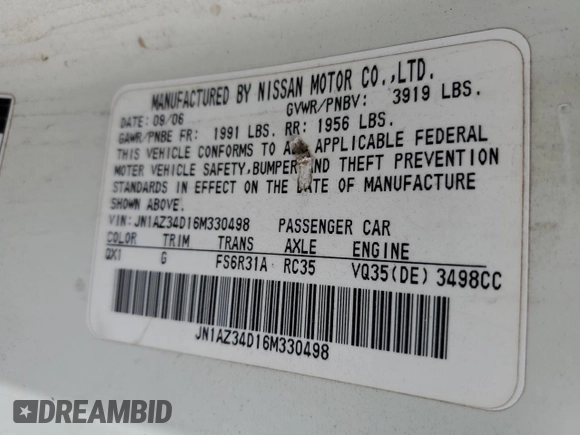 MANUFACTURED BY NISSAN MOTOR CO.,LTD.
DATE: 09/06 GVWR/PNBV: 3919 LBS.
GAWR/PNBE FR: 1991 LBS. RR: 1956 LBS.
THIS VEHICLE CONFORMS TO APPLICABLE FEDERAL
MOTOR VEHICLE SAFETY,BUMPER AND THEFT PREVENTION
STANDARDS IN EFFECT ON THE DATE OF MANUFACTURE
SHOWN ABOVE.
VIN: JN1AZ34D16M330498 PASSENGER CAR
COLOR TRIM TRANS AXLE ENGINE
QX1 G FS6R31A RC35 VQ35(DE) 3498CC
JN1AZ34D16M330498
DREAMBID